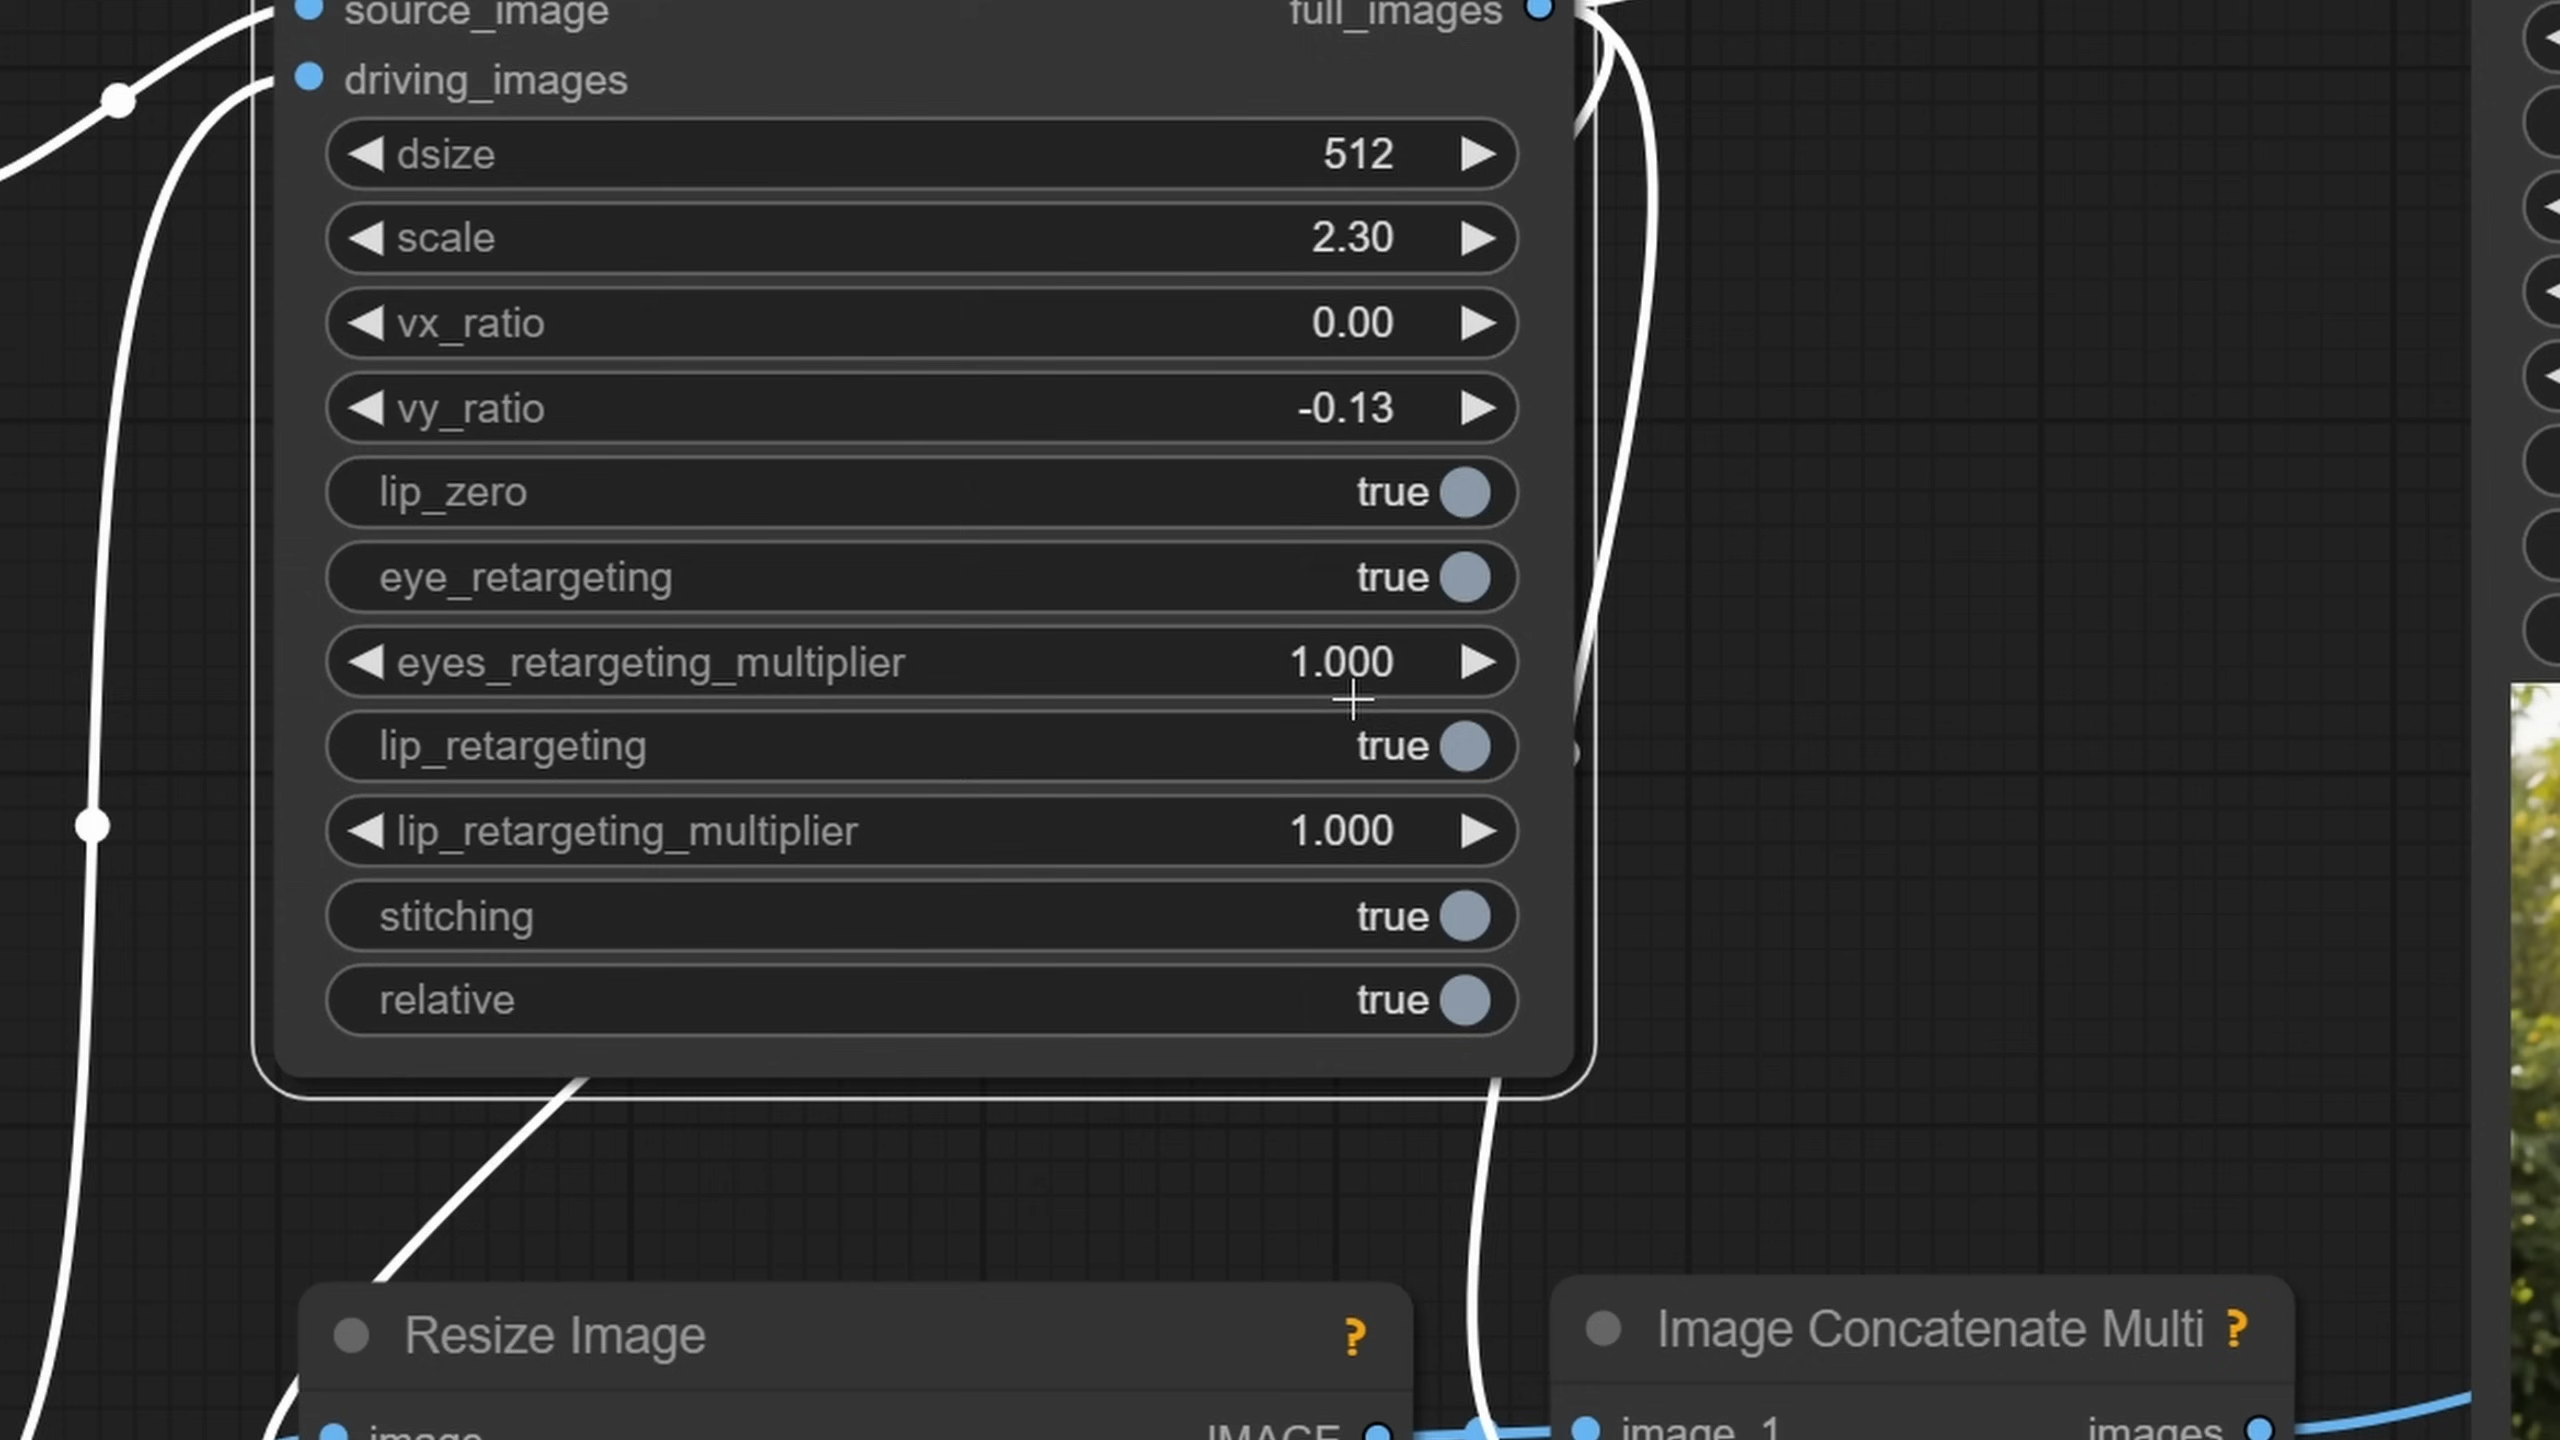 source_image full_images
driving_images
dsize 512
scale 2.30
vx_ratio 0.00
vy_ratio -0.13
lip_zero true
eye_retargeting true
eyes_retargeting_multiplier 1.000
lip_retargeting true
lip_retargeting_multiplier 1.000
stitching true
relative true
Resize Image ?
Image Concatenate Multi ?
image IMAGE
image_1 images